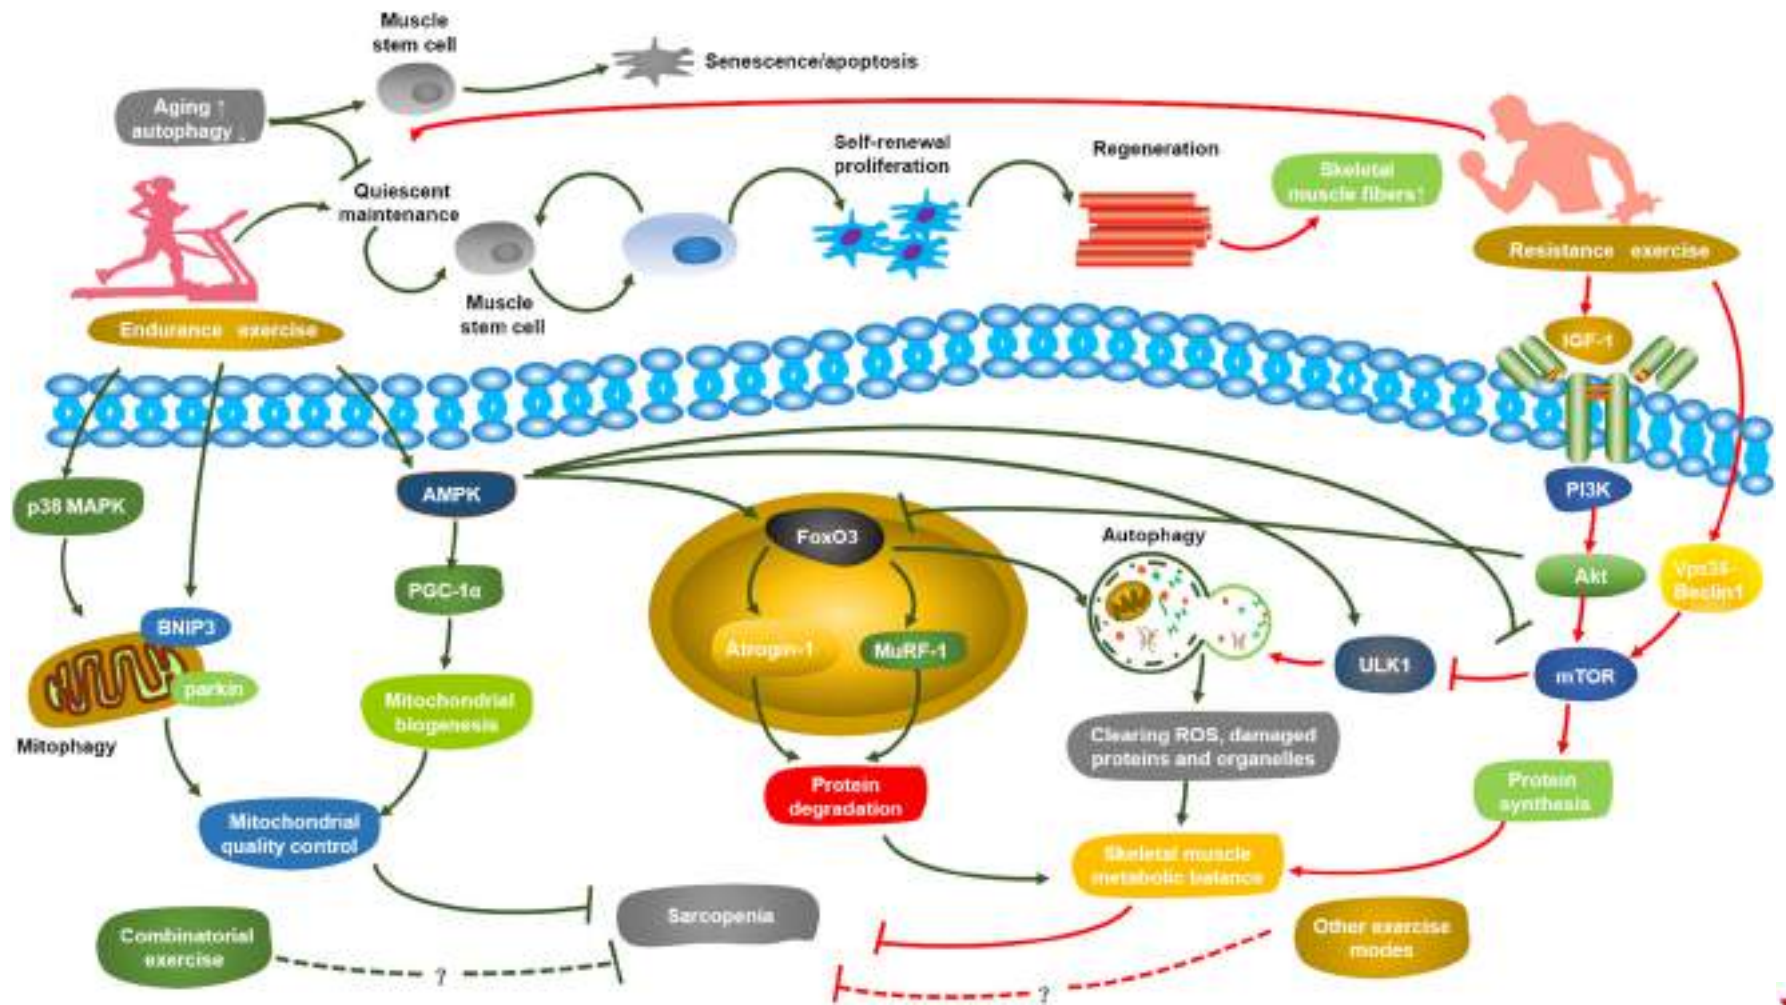 Muscle
stem cell
Senescence/apoptosis
Aging ↑
autophagy ↓
Self-renewal
proliferation
Regeneration
Skeletal
muscle fibers↑
Quiescent
maintenance
Resistance exercise
Muscle
stem cell
Endurance exercise
IGF-1
p38 MAPK
AMPK
PI3K
FoxO3
Autophagy
Akt
Vps34-
Beclin1
PGC-1α
BNIP3
Atrogin-1
MuRF-1
ULK1
mTOR
parkin
Mitochondrial
biogenesis
Mitophagy
Clearing ROS, damaged
proteins and organelles
Protein
degradation
Protein
synthesis
Mitochondrial
quality control
Skeletal muscle
metabolic balance
Sarcopenia
Combinatorial
exercise
Other exercise
modes
?
?